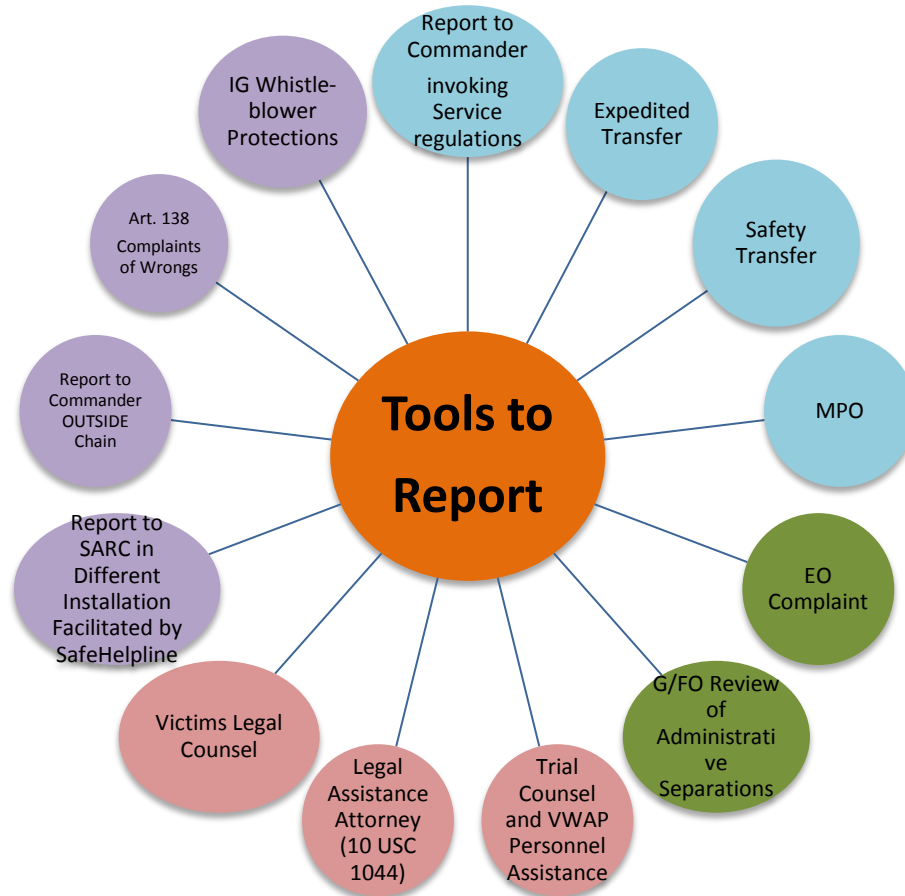 Report to
Commander
invoking
Service
regulations
Expedited
Transfer
Safety
Transfer
MPO
EO
Complaint
G/FO Review
of
Administrati
ve
Separations
Trial
Counsel
and VWAP
Personnel
Assistance
Legal
Assistance
Attorney
(10 USC
1044)
Victims Legal
Counsel
Report to
SARC in
Different
Installation
Facilitated by
SafeHelpline
Report to
Commander
OUTSIDE
Chain
Art. 138
Complaints
of Wrongs
IG Whistle-
blower
Protections
Tools to
Report